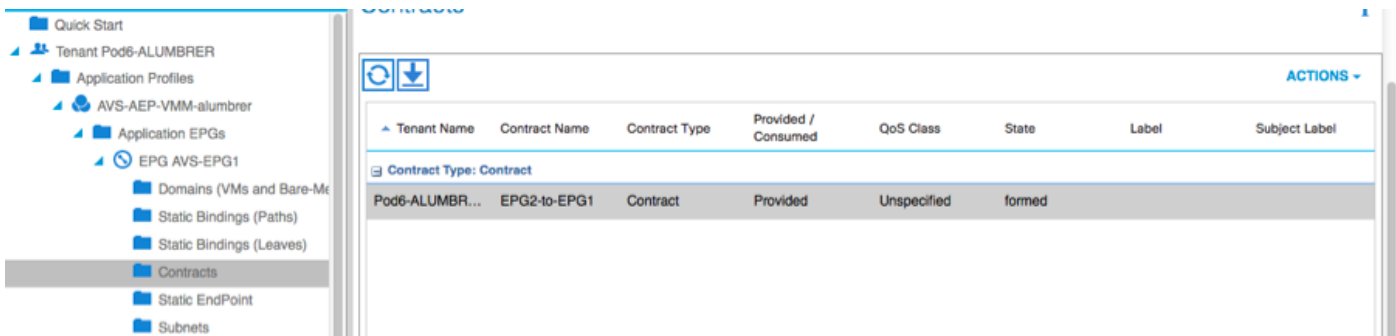 Quick Start
Tenant Pod6-ALUMBRER
Application Profiles
AVS-AEP-VMM-alumbrer
Application EPGs
EPG AVS-EPG1
Domains (VMs and Bare-Me
Static Bindings (Paths)
Static Bindings (Leaves)
Contracts
Static EndPoint
Subnets
Contracts
ACTIONS
Tenant Name Contract Name Contract Type Provided / Consumed QoS Class State Label Subject Label
Contract Type: Contract
Pod6-ALUMBR... EPG2-to-EPG1 Contract Provided Unspecified formed